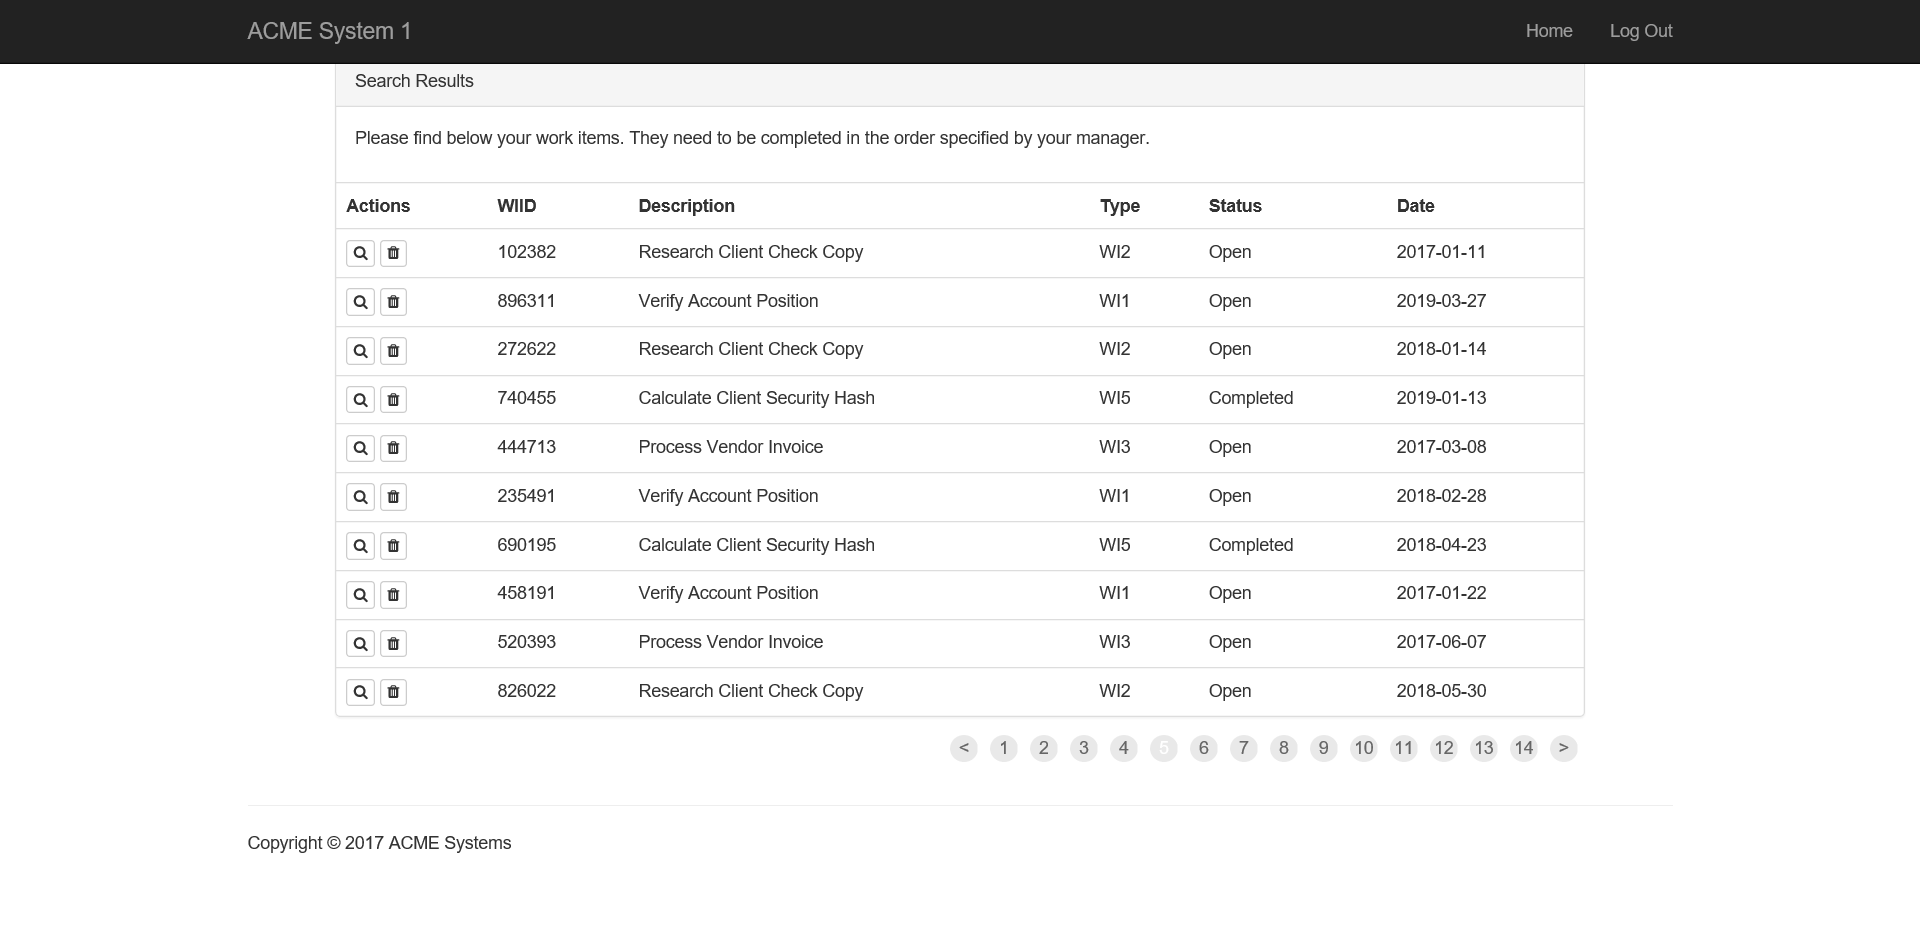 ACME System 1 Home Log Out
Search Results
Please find below your work items. They need to be completed in the order specified by your manager.
Actions WIID Description Type Status Date
102382 Research Client Check Copy WI2 Open 2017-01-11
896311 Verify Account Position WI1 Open 2019-03-27
272622 Research Client Check Copy WI2 Open 2018-01-14
740455 Calculate Client Security Hash WI5 Completed 2019-01-13
444713 Process Vendor Invoice WI3 Open 2017-03-08
235491 Verify Account Position WI1 Open 2018-02-28
690195 Calculate Client Security Hash WI5 Completed 2018-04-23
458191 Verify Account Position WI1 Open 2017-01-22
520393 Process Vendor Invoice WI3 Open 2017-06-07
826022 Research Client Check Copy WI2 Open 2018-05-30
< 1 2 3 4 5 6 7 8 9 10 11 12 13 14 >
Copyright © 2017 ACME Systems